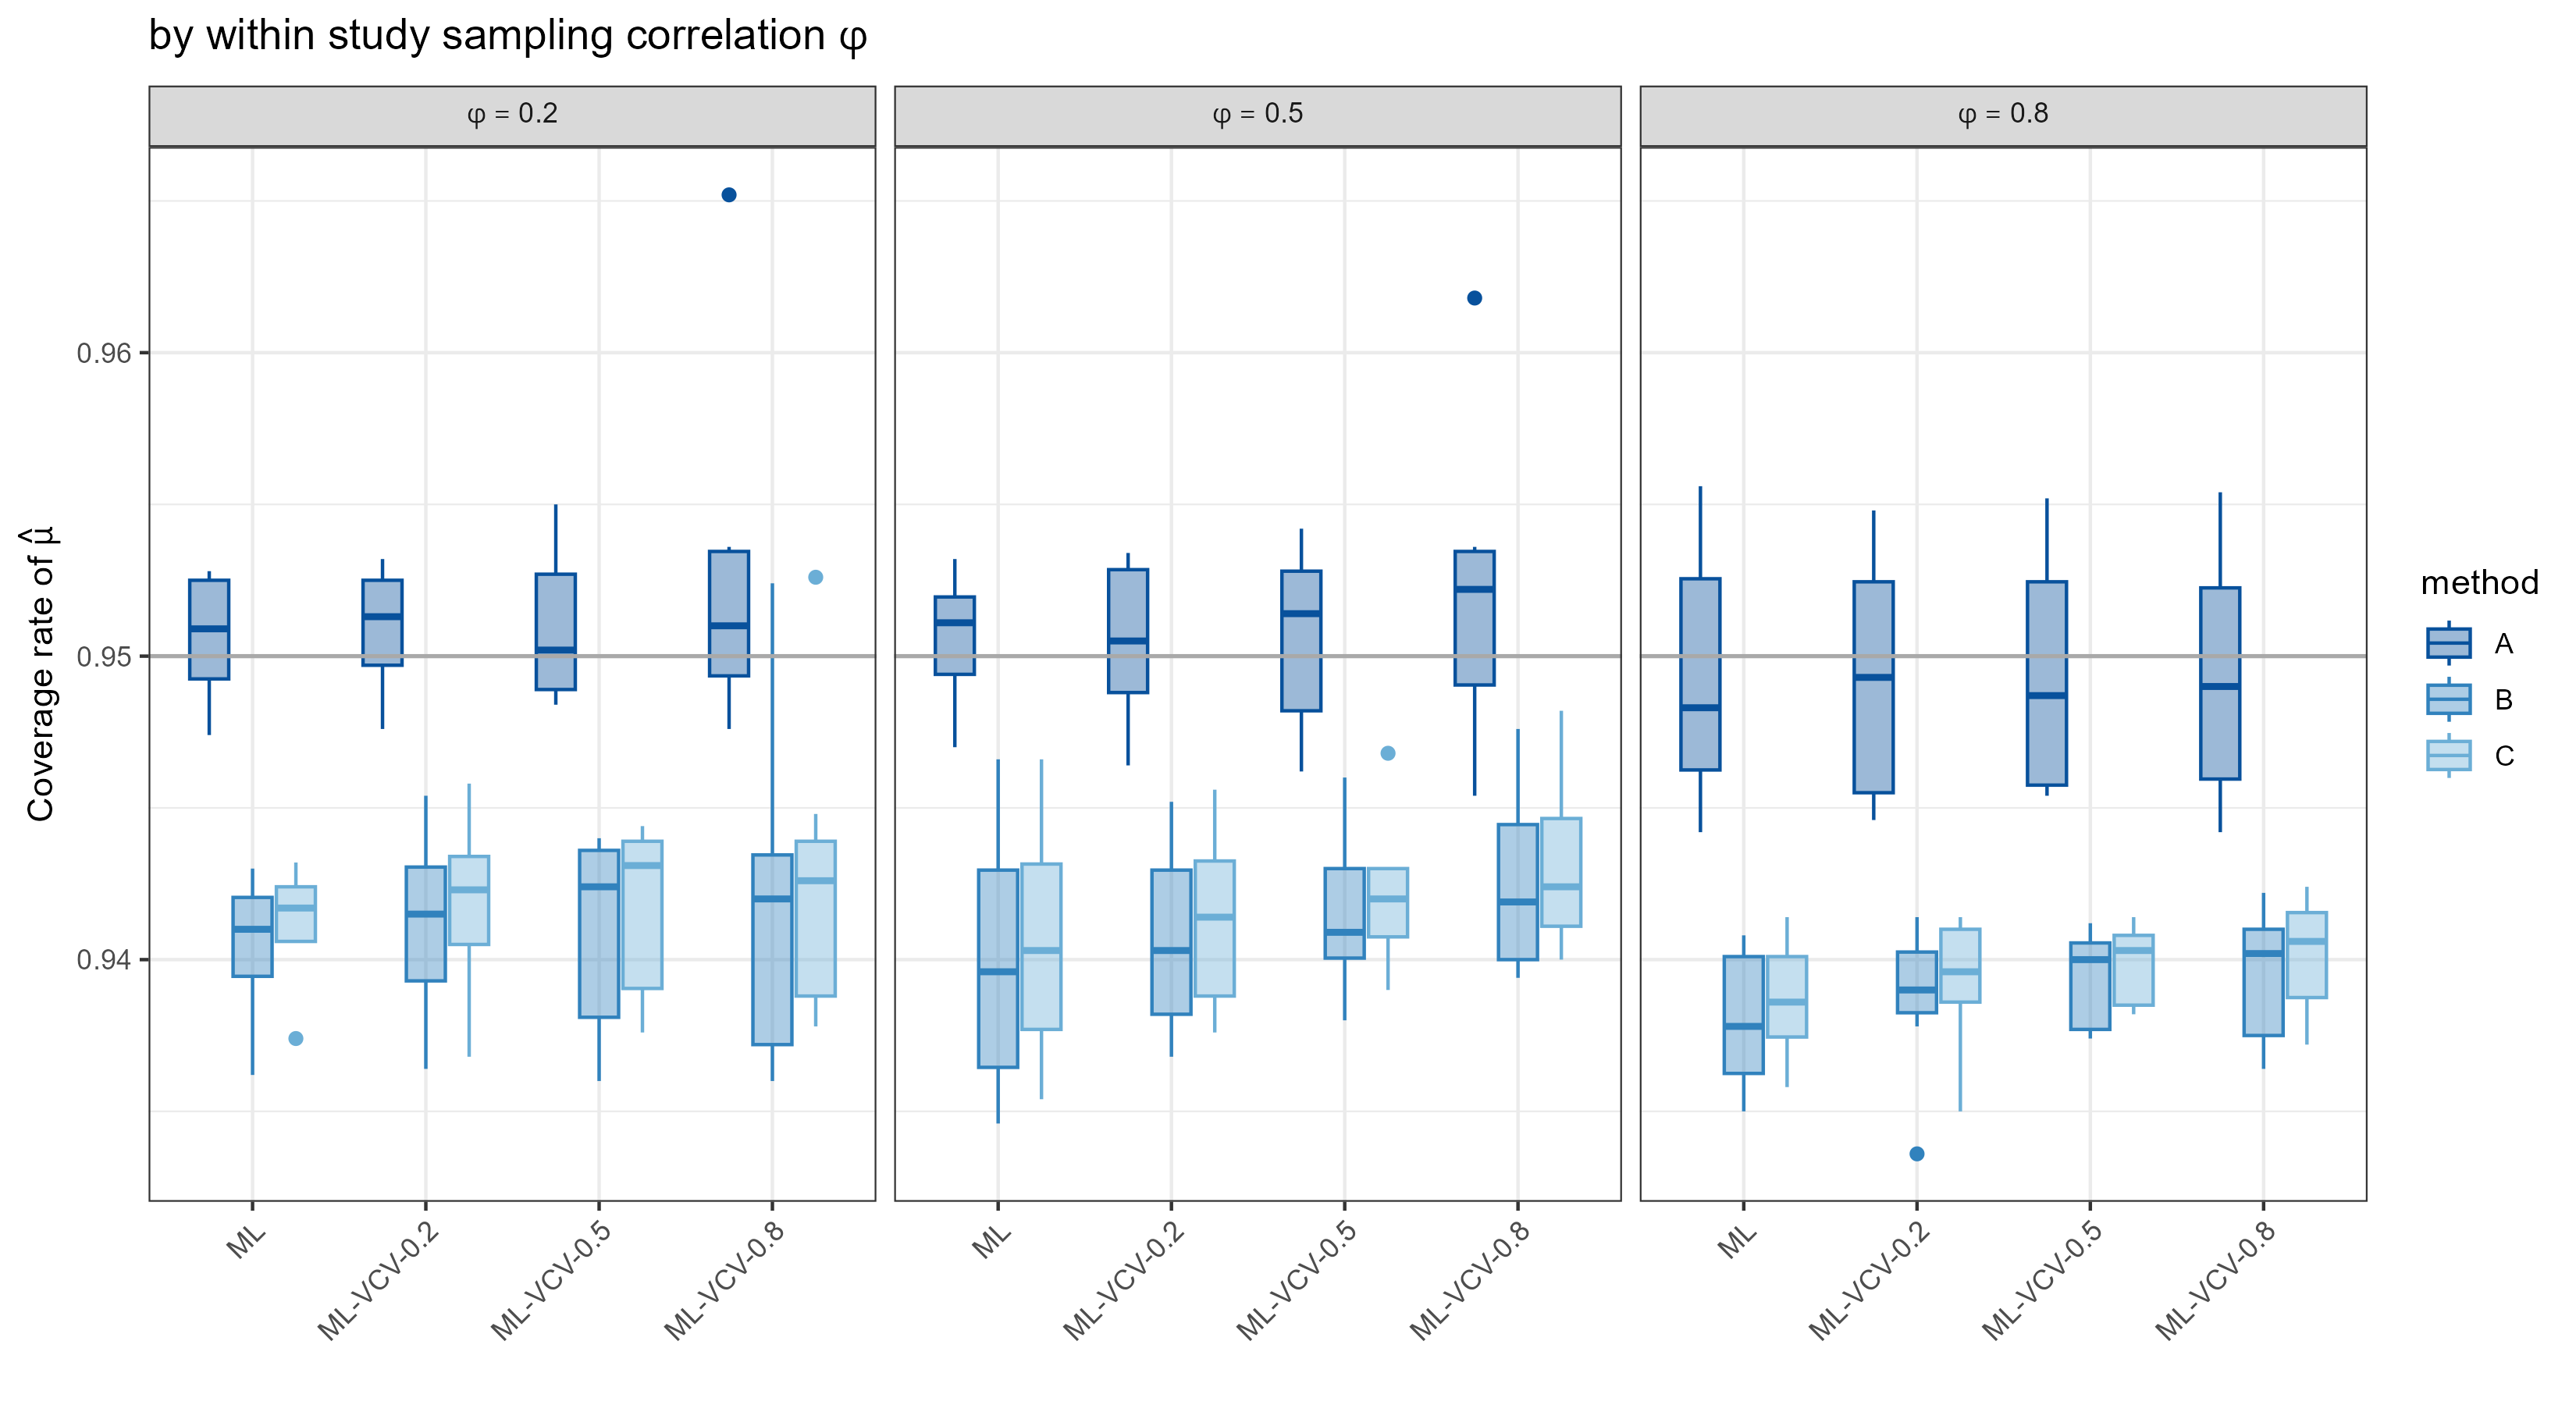 by within study sampling correlation φ
φ = 0.2
φ = 0.5
φ = 0.8
Coverage rate of μ̂
0.96
0.95
0.94
ML
ML-VCV-0.2
ML-VCV-0.5
ML-VCV-0.8
ML
ML-VCV-0.2
ML-VCV-0.5
ML-VCV-0.8
ML
ML-VCV-0.2
ML-VCV-0.5
ML-VCV-0.8
method
A
B
C